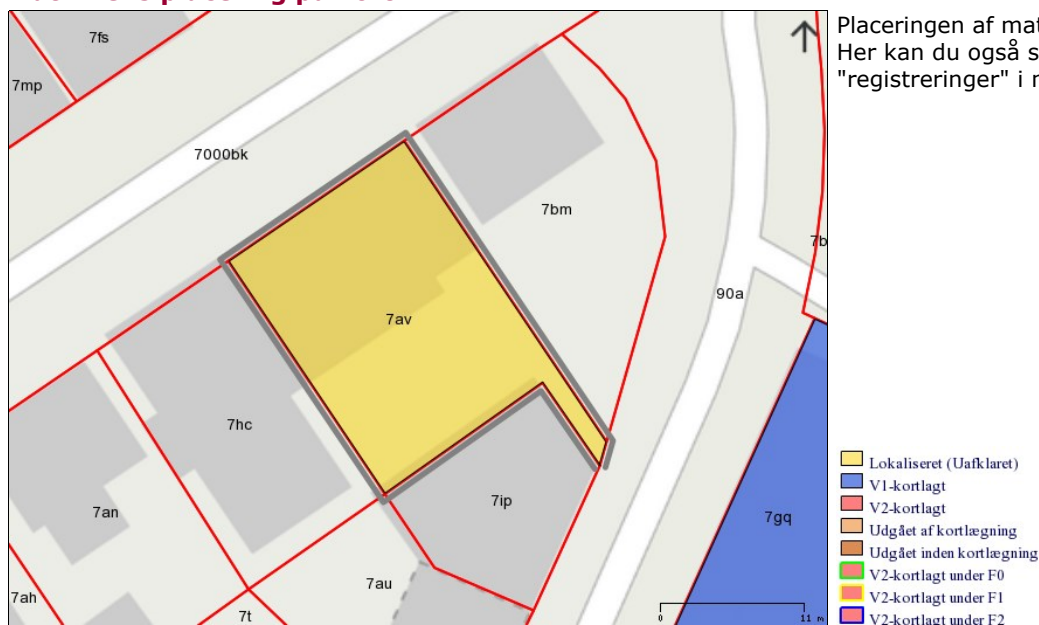 Placeringen af mat
Her kan du også s
"registreringer" i
7fs
7mp
7000bk
7bm
7b
90a
7av
7hc
7ip
7gq
7an
7au
7ah
7t
0 11 m
Lokaliseret (Uafklaret)
V1-kortlagt
V2-kortlagt
Udgået af kortlægning
Udgået inden kortlægning
V2-kortlagt under F0
V2-kortlagt under F1
V2-kortlagt under F2